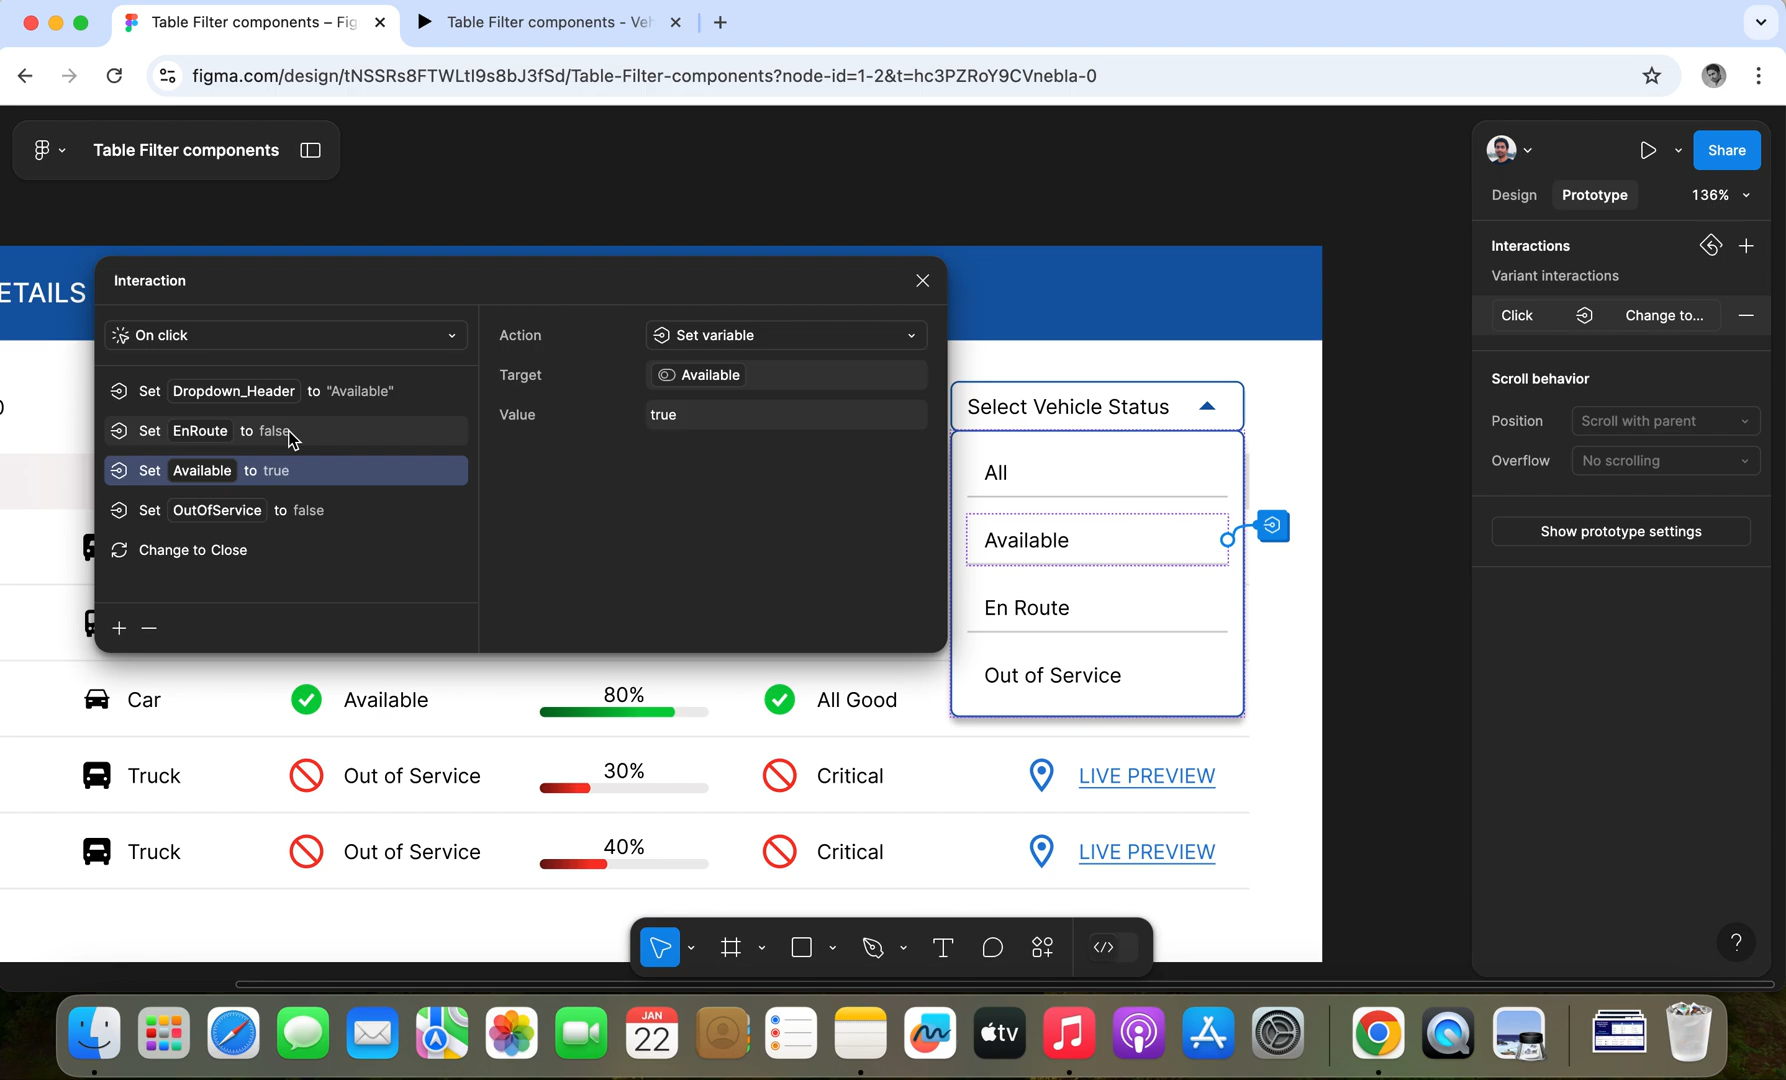 Table Filter components – Fig
Table Filter components - Veh
figma.com/design/tNSSRs8FTWLtI9s8bJ3fSd/Table-Filter-components?node-id=1-2&t=hc3PZRoY9CVnebla-0
Table Filter components
Share
Design
Prototype
136%
Interactions
Variant interactions
Click
Change to...
Scroll behavior
Position
Scroll with parent
Overflow
No scrolling
Show prototype settings
?
ETAILS
Interaction
On click
Set Dropdown_Header to "Available"
Set EnRoute to false
Set Available to true
Set OutOfService to false
Change to Close
Action
Set variable
Target
Available
Value
true
Select Vehicle Status
All
Available
En Route
Out of Service
Car
Available
80%
All Good
Truck
Out of Service
30%
Critical
LIVE PREVIEW
Truck
Out of Service
40%
Critical
LIVE PREVIEW
JAN
22
tv